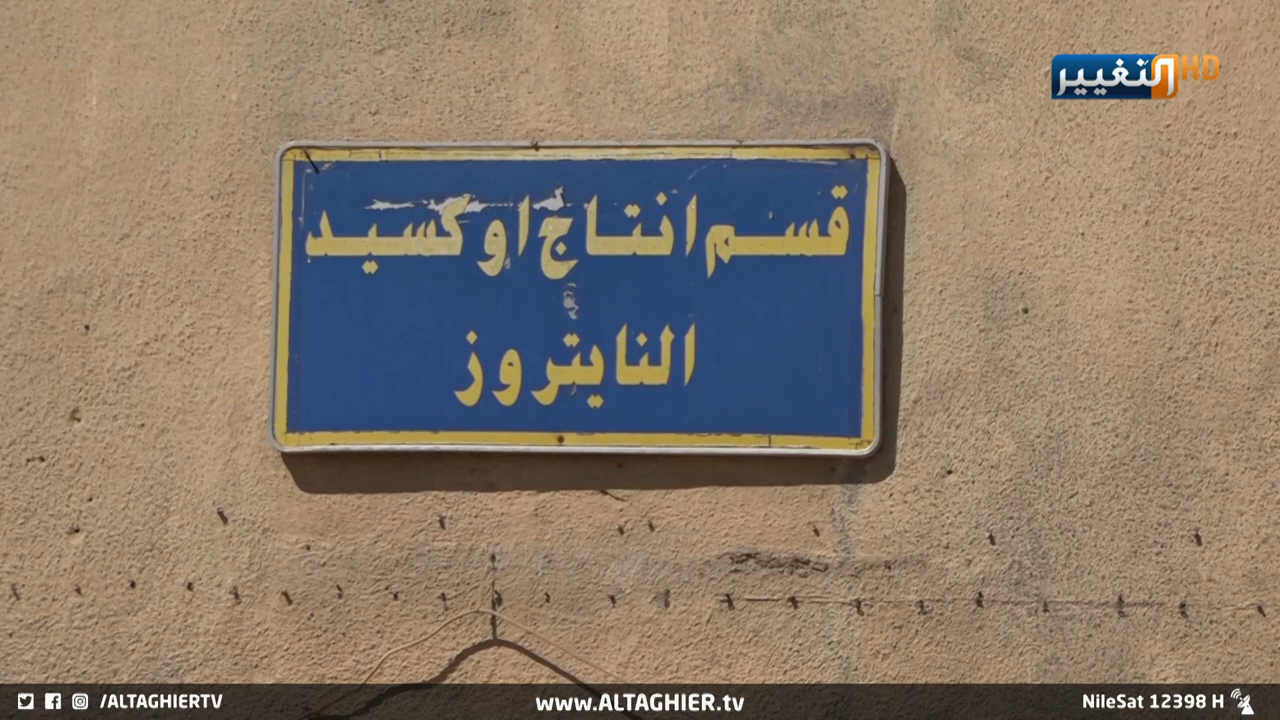 التغيير HD
قسم انتاج اوكسيد
النايتروز
/ALTAGHIERTV
www.ALTAGHIER.tv
NileSat 12398 H